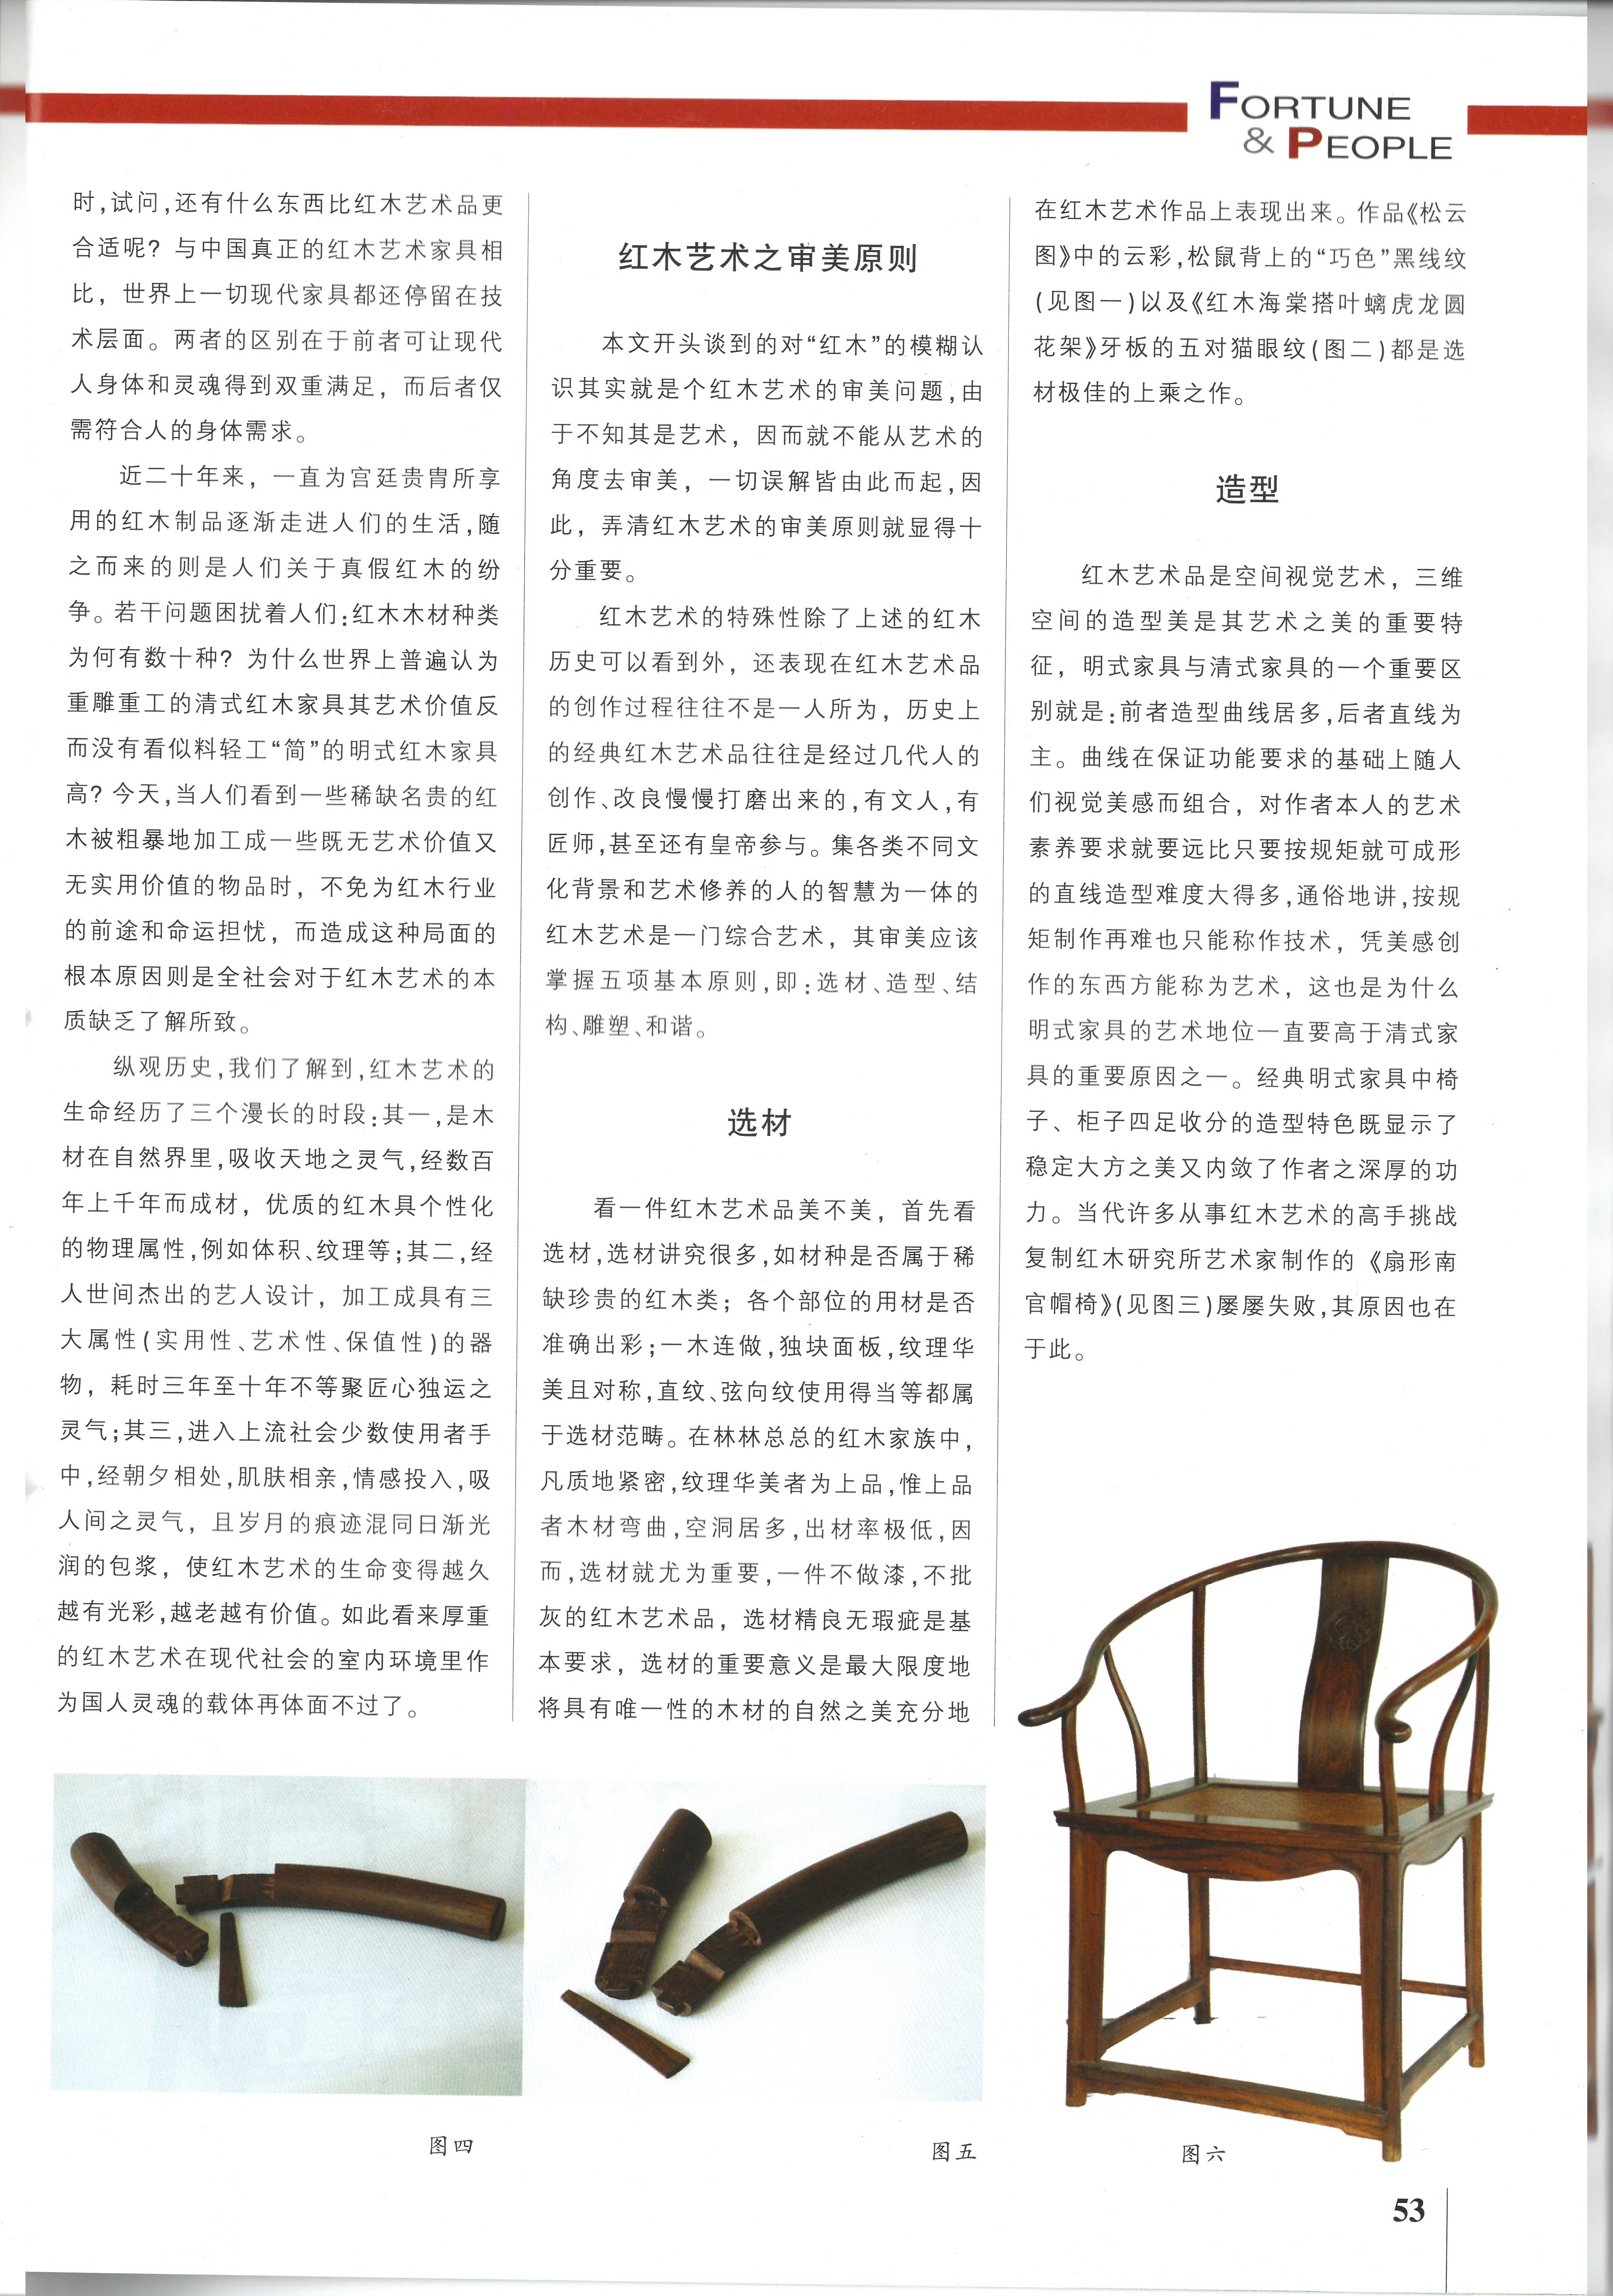 FORTUNE
& PEOPLE
时,试问,还有什么东西比红木艺术品更
合适呢？与中国真正的红木艺术家具相
比，世界上一切现代家具都还停留在技
术层面。两者的区别在于前者可让现代
人身体和灵魂得到双重满足，而后者仅
需符合人的身体需求。
近二十年来，一直为宫廷贵胄所享
用的红木制品逐渐走进人们的生活,随
之而来的则是人们关于真假红木的纷
争。若干问题困扰着人们:红木木材种类
为何有数十种？为什么世界上普遍认为
重雕重工的清式红木家具其艺术价值反
而没有看似料轻工“简”的明式红木家具
高？今天,当人们看到一些稀缺名贵的红
木被粗暴地加工成一些既无艺术价值又
无实用价值的物品时，不免为红木行业
的前途和命运担忧，而造成这种局面的
根本原因则是全社会对于红木艺术的本
质缺乏了解所致。
纵观历史,我们了解到,红木艺术的
生命经历了三个漫长的时段:其一,是木
材在自然界里,吸收天地之灵气,经数百
年上千年而成材，优质的红木具个性化
的物理属性,例如体积、纹理等;其二,经
人世间杰出的艺人设计，加工成具有三
大属性(实用性、艺术性、保值性)的器
物，耗时三年至十年不等聚匠心独运之
灵气;其三,进入上流社会少数使用者手
中,经朝夕相处,肌肤相亲,情感投入,吸
人间之灵气，且岁月的痕迹混同日渐光
润的包浆，使红木艺术的生命变得越久
越有光彩,越老越有价值。如此看来厚重
的红木艺术在现代社会的室内环境里作
为国人灵魂的载体再体面不过了。
红木艺术之审美原则
本文开头谈到的对“红木”的模糊认
识其实就是个红木艺术的审美问题,由
于不知其是艺术，因而就不能从艺术的
角度去审美，一切误解皆由此而起,因
此，弄清红木艺术的审美原则就显得十
分重要。
红木艺术的特殊性除了上述的红木
历史可以看到外，还表现在红木艺术品
的创作过程往往不是一人所为，历史上
的经典红木艺术品往往是经过几代人的
创作、改良慢慢打磨出来的,有文人,有
匠师,甚至还有皇帝参与。集各类不同文
化背景和艺术修养的人的智慧为一体的
红木艺术是一门综合艺术，其审美应该
掌握五项基本原则,即:选材、造型、结
构、雕塑、和谐。
选材
看一件红木艺术品美不美，首先看
选材,选材讲究很多,如材种是否属于稀
缺珍贵的红木类；各个部位的用材是否
准确出彩;一木连做,独块面板,纹理华
美且对称,直纹、弦向纹使用得当等都属
于选材范畴。在林林总总的红木家族中,
凡质地紧密,纹理华美者为上品,惟上品
者木材弯曲,空洞居多,出材率极低,因
而,选材就尤为重要,一件不做漆,不批
灰的红木艺术品，选材精良无瑕疵是基
本要求，选材的重要意义是最大限度地
将具有唯一性的木材的自然之美充分地
在红木艺术作品上表现出来。作品《松云
图》中的云彩,松鼠背上的“巧色”黑线纹
(见图一)以及《红木海棠搭叶螭虎龙圆
花架》牙板的五对猫眼纹(图二)都是选
材极佳的上乘之作。
造型
红木艺术品是空间视觉艺术，三维
空间的造型美是其艺术之美的重要特
征，明式家具与清式家具的一个重要区
别就是:前者造型曲线居多,后者直线为
主。曲线在保证功能要求的基础上随人
们视觉美感而组合，对作者本人的艺术
素养要求就要远比只要按规矩就可成形
的直线造型难度大得多,通俗地讲,按规
矩制作再难也只能称作技术，凭美感创
作的东西方能称为艺术，这也是为什么
明式家具的艺术地位一直要高于清式家
具的重要原因之一。经典明式家具中椅
子、柜子四足收分的造型特色既显示了
稳定大方之美又内敛了作者之深厚的功
力。当代许多从事红木艺术的高手挑战
复制红木研究所艺术家制作的《扇形南
官帽椅》(见图三)屡屡失败,其原因也在
于此。
图四
图五
图六
53